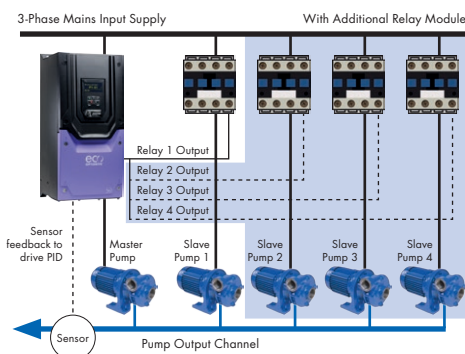 3-Phase Mains Input Supply
With Additional Relay Module
eco
Relay 1 Output
Relay 2 Output
Relay 3 Output
Relay 4 Output
Sensor
feedback to
drive PID
Master
Pump
Slave
Pump 1
Slave
Pump 2
Slave
Pump 3
Slave
Pump 4
Sensor
Pump Output Channel